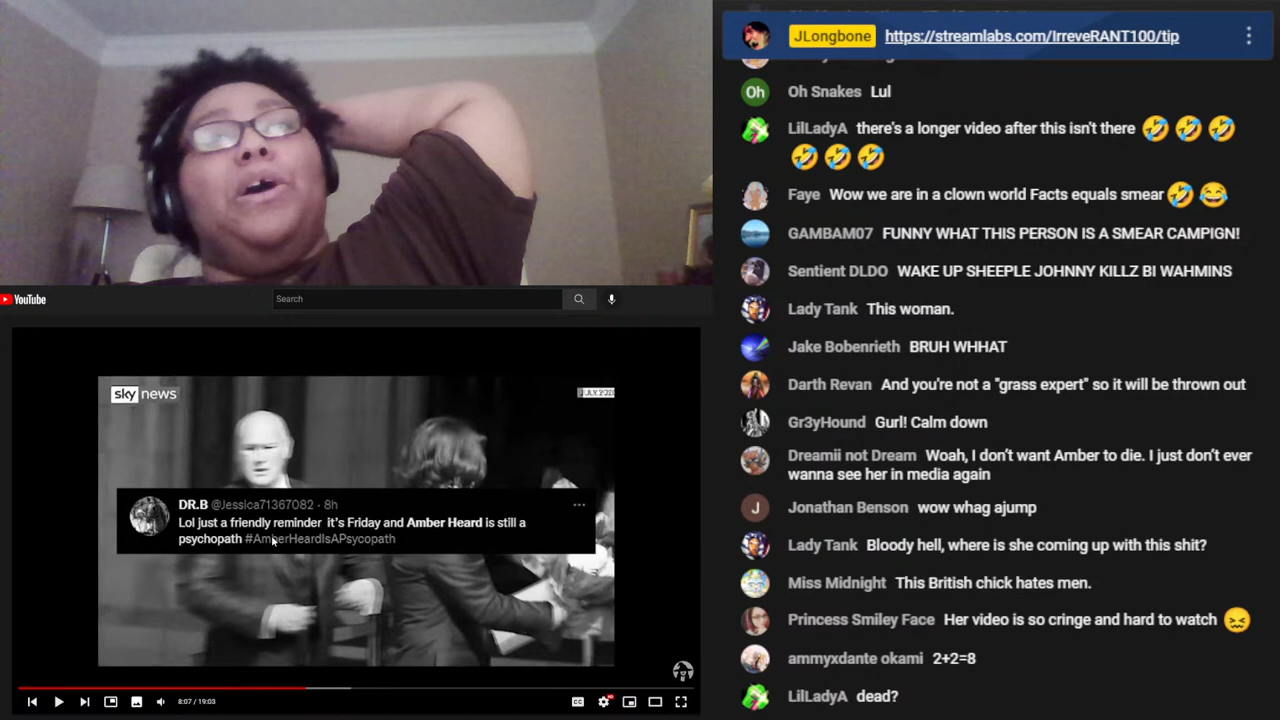 JLongbone https://streamlabs.com/IrreveRANT100/tip
Oh Oh Snakes Lul
LilLadyA there's a longer video after this isn't there 🤣 🤣 🤣
🤣 🤣 🤣
Faye Wow we are in a clown world Facts equals smear 🤣 😂
GAMBAM07 FUNNY WHAT THIS PERSON IS A SMEAR CAMPIGN!
Sentient DLDO WAKE UP SHEEPLE JOHNNY KILLZ BI WAHMINS
Lady Tank This woman.
Jake Bobenrieth BRUH WHHAT
Darth Revan And you're not a "grass expert" so it will be thrown out
Gr3yHound Gurl! Calm down
Dreamii not Dream Woah, I don't want Amber to die. I just don't ever
wanna see her in media again
J Jonathan Benson wow whag ajump
Lady Tank Bloody hell, where is she coming up with this shit?
Miss Midnight This British chick hates men.
Princess Smiley Face Her video is so cringe and hard to watch 😖
ammyxdante okami 2+2=8
LilLadyA dead?
YouTube
Search
sky news
DR.B @Jessica71367082 · 8h
Lol just a friendly reminder it's Friday and Amber Heard is still a
psychopath #AmberHeardIsAPsycopath
8:07 / 19:03
CC